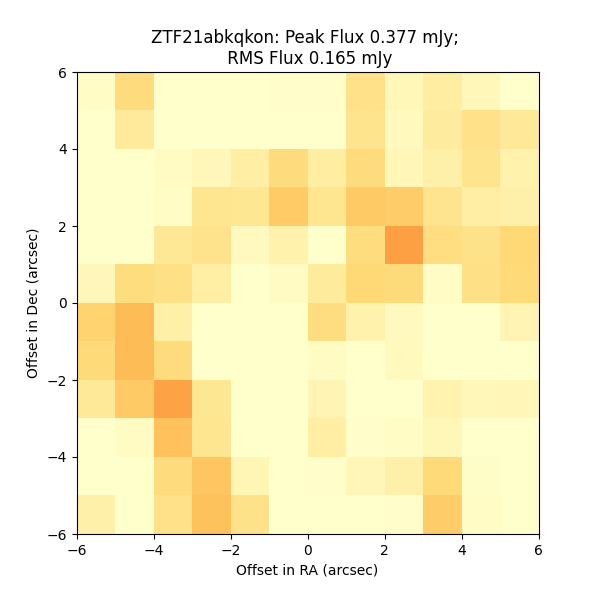 ZTF21abkqkon: Peak Flux 0.377 mJy;
RMS Flux 0.165 mJy
6
4
2
0
−2
−4
−6
Offset in Dec (arcsec)
−6 −4 −2 0 2 4 6
Offset in RA (arcsec)